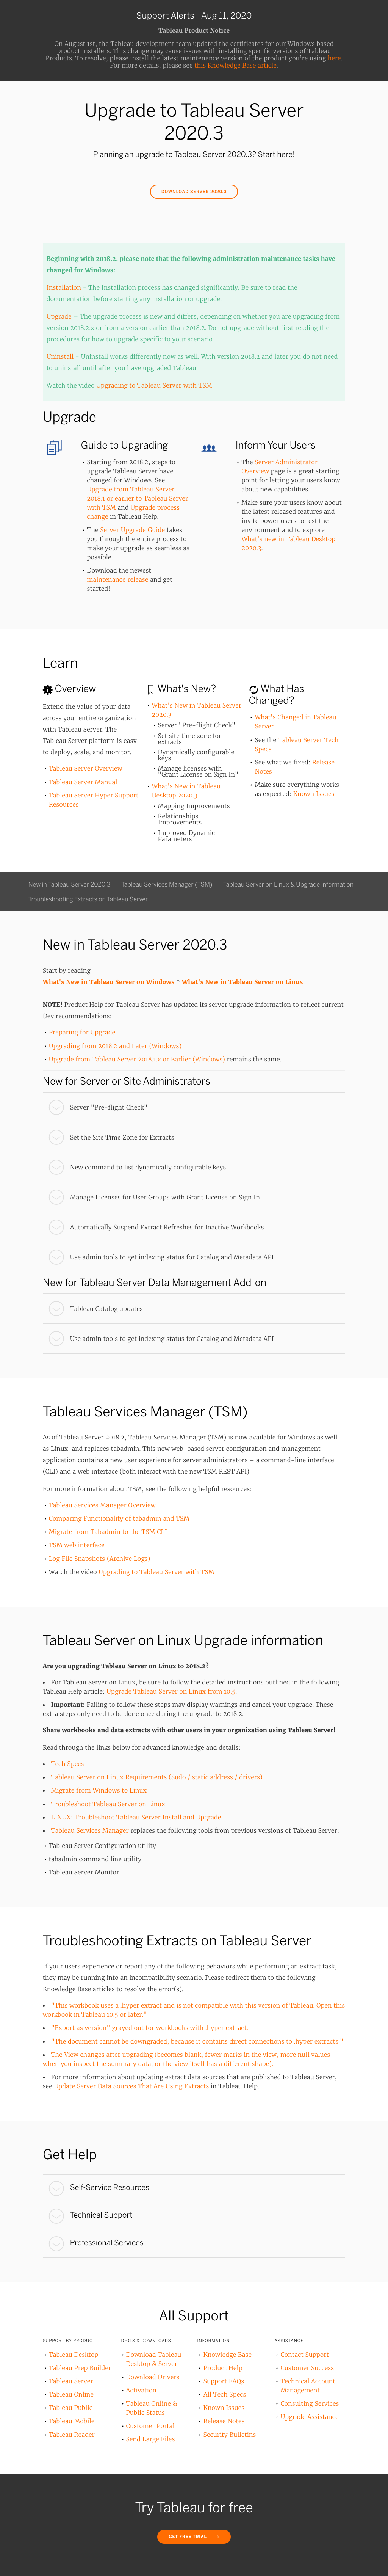 Support Alerts - Aug 11, 2020
Tableau Product Notice
On August 1st, the Tableau development team updated the certificates for our Windows based
product installers. This change may cause issues with installing specific versions of Tableau
Products. To resolve, please install the latest maintenance version of the product you're using here.
For more details, please see this Knowledge Base article.
Upgrade to Tableau Server
2020.3
Planning an upgrade to Tableau Server 2020.3? Start here!
DOWNLOAD SERVER 2020.3
Beginning with 2018.2, please note that the following administration maintenance tasks have
changed for Windows:
Installation - The Installation process has changed significantly. Be sure to read the
documentation before starting any installation or upgrade.
Upgrade – The upgrade process is new and differs, depending on whether you are upgrading from
version 2018.2.x or from a version earlier than 2018.2. Do not upgrade without first reading the
procedures for how to upgrade specific to your scenario.
Uninstall - Uninstall works differently now as well. With version 2018.2 and later you do not need
to uninstall until after you have upgraded Tableau.
Watch the video Upgrading to Tableau Server with TSM
Upgrade
Guide to Upgrading
• Starting from 2018.2, steps to
upgrade Tableau Server have
changed for Windows. See
Upgrade from Tableau Server
2018.1 or earlier to Tableau Server
with TSM and Upgrade process
change in Tableau Help.
• The Server Upgrade Guide takes
you through the entire process to
make your upgrade as seamless as
possible.
• Download the newest
maintenance release and get
started!
Inform Your Users
• The Server Administrator
Overview page is a great starting
point for letting your users know
about new capabilities.
• Make sure your users know about
the latest released features and
invite power users to test the
environment and to explore
What's new in Tableau Desktop
2020.3.
Learn
Overview
Extend the value of your data
across your entire organization
with Tableau Server. The
Tableau Server platform is easy
to deploy, scale, and monitor.
• Tableau Server Overview
• Tableau Server Manual
• Tableau Server Hyper Support
Resources
What's New?
• What's New in Tableau Server
2020.3
• Server "Pre-flight Check"
• Set site time zone for
extracts
• Dynamically configurable
keys
• Manage licenses with
"Grant License on Sign In"
• What's New in Tableau
Desktop 2020.3
• Mapping Improvements
• Relationships
Improvements
• Improved Dynamic
Parameters
What Has
Changed?
• What's Changed in Tableau
Server
• See the Tableau Server Tech
Specs
• See what we fixed: Release
Notes
• Make sure everything works
as expected: Known Issues
New in Tableau Server 2020.3 Tableau Services Manager (TSM) Tableau Server on Linux & Upgrade information
Troubleshooting Extracts on Tableau Server
New in Tableau Server 2020.3
Start by reading
What's New in Tableau Server on Windows * What's New in Tableau Server on Linux
NOTE! Product Help for Tableau Server has updated its server upgrade information to reflect current
Dev recommendations:
• Preparing for Upgrade
• Upgrading from 2018.2 and Later (Windows)
• Upgrade from Tableau Server 2018.1.x or Earlier (Windows) remains the same.
New for Server or Site Administrators
Server "Pre-flight Check"
Set the Site Time Zone for Extracts
New command to list dynamically configurable keys
Manage Licenses for User Groups with Grant License on Sign In
Automatically Suspend Extract Refreshes for Inactive Workbooks
Use admin tools to get indexing status for Catalog and Metadata API
New for Tableau Server Data Management Add-on
Tableau Catalog updates
Use admin tools to get indexing status for Catalog and Metadata API
Tableau Services Manager (TSM)
As of Tableau Server 2018.2, Tableau Services Manager (TSM) is now available for Windows as well
as Linux, and replaces tabadmin. This new web-based server configuration and management
application contains a new user experience for server administrators – a command-line interface
(CLI) and a web interface (both interact with the new TSM REST API).
For more information about TSM, see the following helpful resources:
• Tableau Services Manager Overview
• Comparing Functionality of tabadmin and TSM
• Migrate from Tabadmin to the TSM CLI
• TSM web interface
• Log File Snapshots (Archive Logs)
• Watch the video Upgrading to Tableau Server with TSM
Tableau Server on Linux Upgrade information
Are you upgrading Tableau Server on Linux to 2018.2?
• For Tableau Server on Linux, be sure to follow the detailed instructions outlined in the following
Tableau Help article: Upgrade Tableau Server on Linux from 10.5.
• Important: Failing to follow these steps may display warnings and cancel your upgrade. These
extra steps only need to be done once during the upgrade to 2018.2.
Share workbooks and data extracts with other users in your organization using Tableau Server!
Read through the links below for advanced knowledge and details:
• Tech Specs
• Tableau Server on Linux Requirements (Sudo / static address / drivers)
• Migrate from Windows to Linux
• Troubleshoot Tableau Server on Linux
• LINUX: Troubleshoot Tableau Server Install and Upgrade
• Tableau Services Manager replaces the following tools from previous versions of Tableau Server:
• Tableau Server Configuration utility
• tabadmin command line utility
• Tableau Server Monitor
Troubleshooting Extracts on Tableau Server
If your users experience or report any of the following behaviors while performing an extract task,
they may be running into an incompatibility scenario. Please redirect them to the following
Knowledge Base articles to resolve the error(s).
• "This workbook uses a .hyper extract and is not compatible with this version of Tableau. Open this
workbook in Tableau 10.5 or later."
• "Export as version" grayed out for workbooks with .hyper extract.
• "The document cannot be downgraded, because it contains direct connections to .hyper extracts."
• The View changes after upgrading (becomes blank, fewer marks in the view, more null values
when you inspect the summary data, or the view itself has a different shape).
• For more information about updating extract data sources that are published to Tableau Server,
see Update Server Data Sources That Are Using Extracts in Tableau Help.
Get Help
Self-Service Resources
Technical Support
Professional Services
All Support
SUPPORT BY PRODUCT
• Tableau Desktop
• Tableau Prep Builder
• Tableau Server
• Tableau Online
• Tableau Public
• Tableau Mobile
• Tableau Reader
TOOLS & DOWNLOADS
• Download Tableau
Desktop & Server
• Download Drivers
• Activation
• Tableau Online &
Public Status
• Customer Portal
• Send Large Files
INFORMATION
• Knowledge Base
• Product Help
• Support FAQs
• All Tech Specs
• Known Issues
• Release Notes
• Security Bulletins
ASSISTANCE
• Contact Support
• Customer Success
• Technical Account
Management
• Consulting Services
• Upgrade Assistance
Try Tableau for free
GET FREE TRIAL